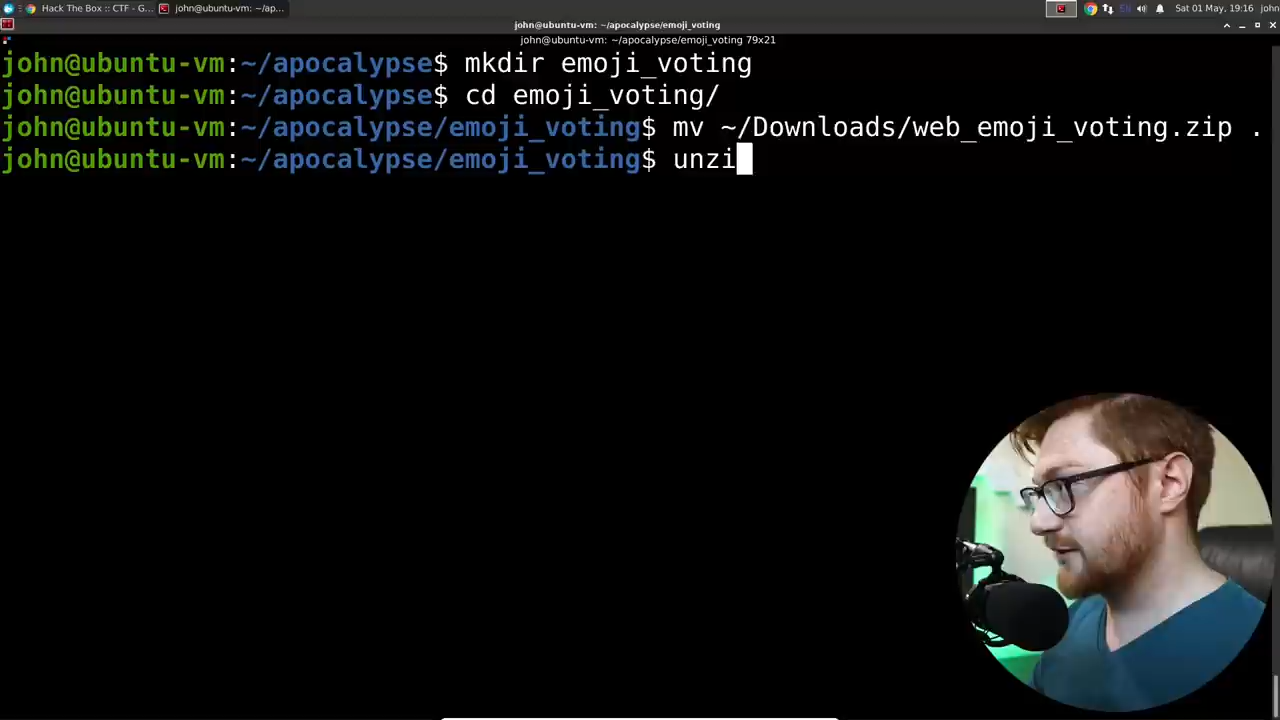 Hack The Box :: CTF - G... john@ubuntu-vm: ~/ap... EN Sat 01 May, 19:16 john
john@ubuntu-vm: ~/apocalypse/emoji_voting
john@ubuntu-vm: ~/apocalypse/emoji_voting 79x21
john@ubuntu-vm:~/apocalypse$ mkdir emoji_voting
john@ubuntu-vm:~/apocalypse$ cd emoji_voting/
john@ubuntu-vm:~/apocalypse/emoji_voting$ mv ~/Downloads/web_emoji_voting.zip .
john@ubuntu-vm:~/apocalypse/emoji_voting$ unzi